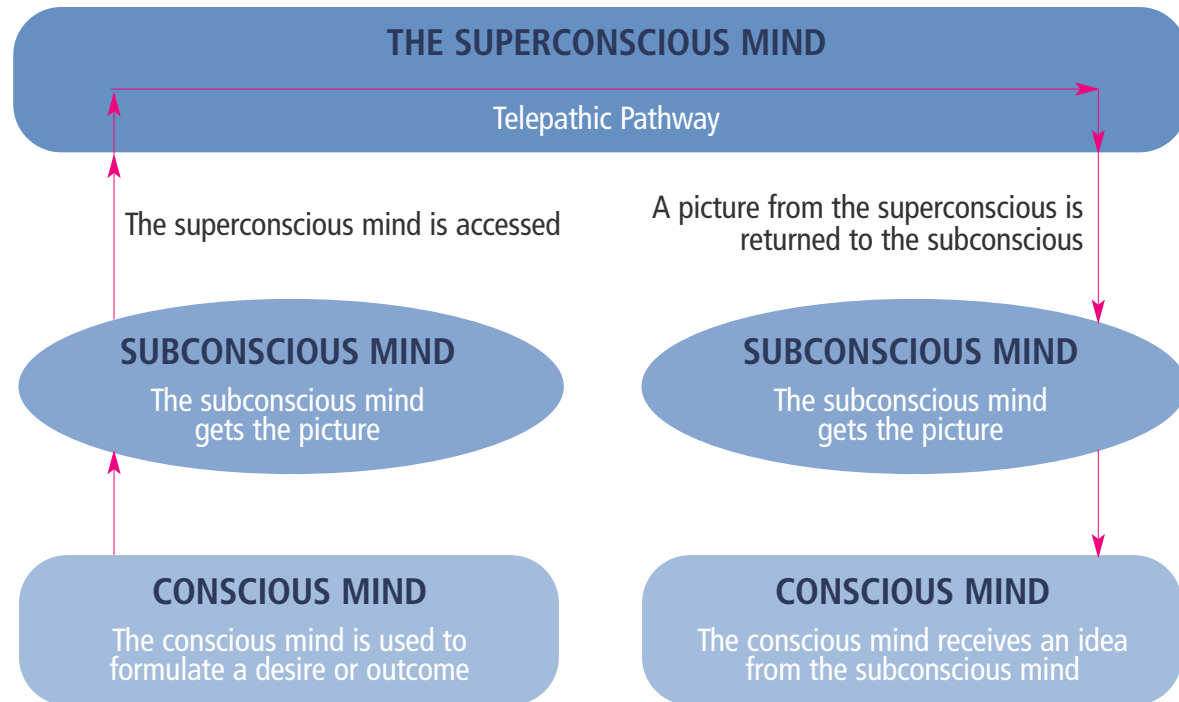 THE SUPERCONSCIOUS MIND
Telepathic Pathway
The superconscious mind is accessed
A picture from the superconscious is
returned to the subconscious
SUBCONSCIOUS MIND
The subconscious mind
gets the picture
SUBCONSCIOUS MIND
The subconscious mind
gets the picture
CONSCIOUS MIND
The conscious mind is used to
formulate a desire or outcome
CONSCIOUS MIND
The conscious mind receives an idea
from the subconscious mind